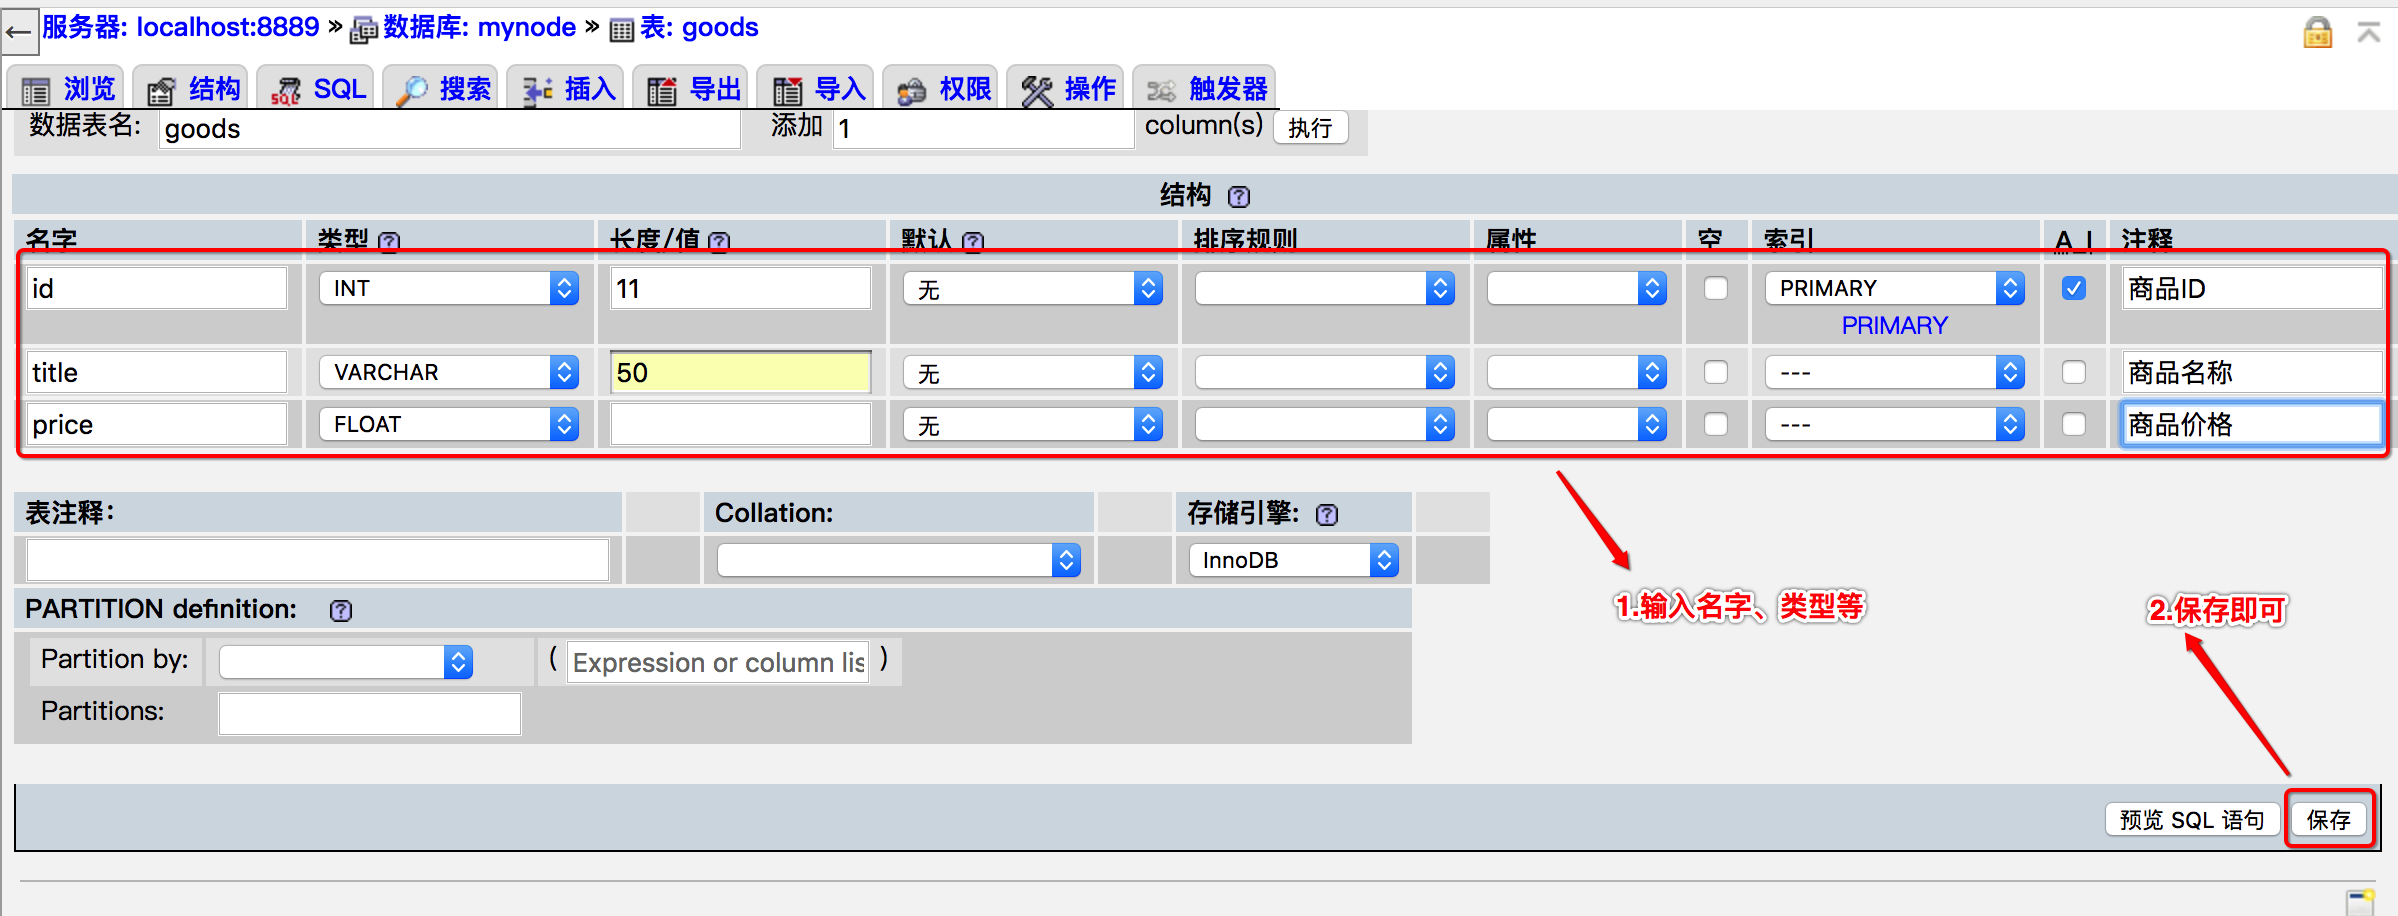 服务器: localhost:8889 » 数据库: mynode » 表: goods
浏览 结构 SQL 搜索 插入 导出 导入 权限 操作 触发器
数据表名: goods 添加 1 column(s) 执行
结构
名字 类型 长度/值 默认 排序规则 属性 空 索引 A_I 注释
id INT 11 无 PRIMARY 商品ID
PRIMARY
title VARCHAR 50 无 --- 商品名称
price FLOAT 无 --- 商品价格
表注释: Collation: 存储引擎:
InnoDB
PARTITION definition:
1.输入名字、类型等
2.保存即可
Partition by: ( Expression or column lis )
Partitions:
预览 SQL 语句 保存